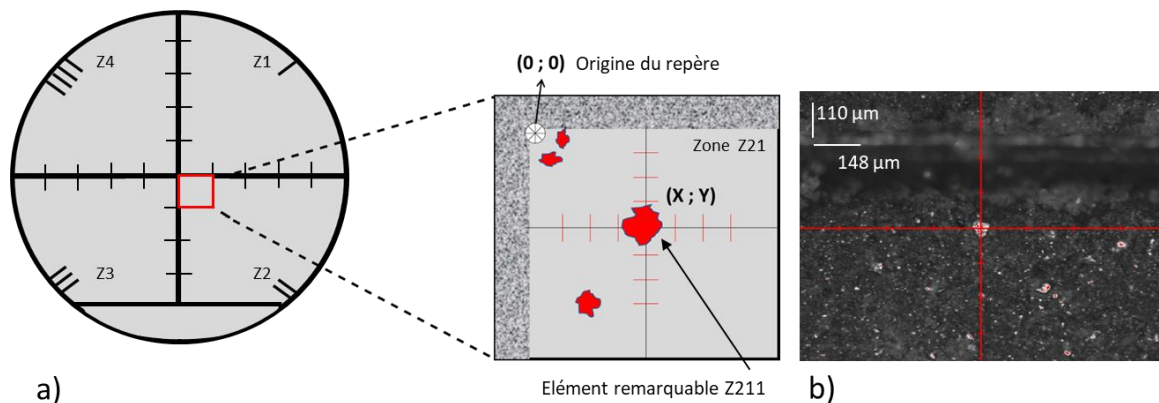 a)
Z4
Z1
Z3
Z2
(0 ; 0) Origine du repère
Zone Z21
(X ; Y)
Elément remarquable Z211
110 µm
148 µm
b)